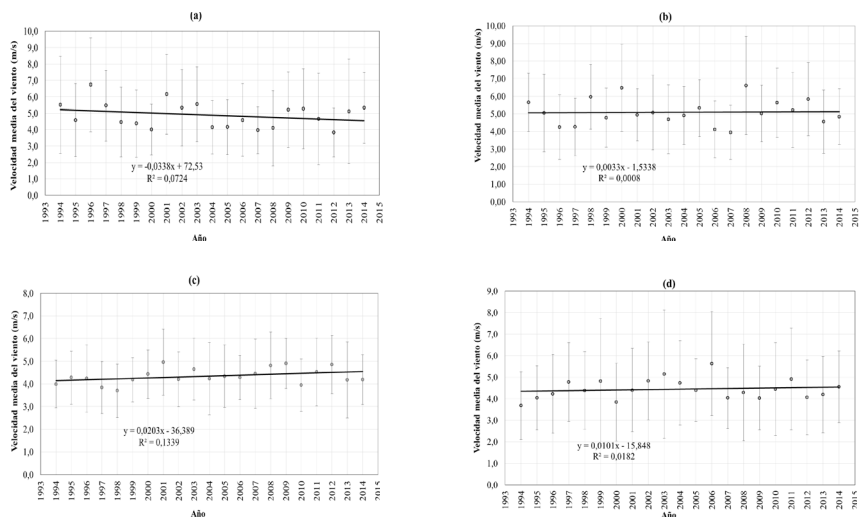 (a)
Velocidad media del viento (m/s)
10,0
9,0
8,0
7,0
6,0
5,0
4,0
3,0
2,0
1,0
0,0
y = -0,0338x + 72,53
R² = 0,0724
1993 1994 1995 1996 1997 1998 1999 2000 2001 2002 2003 2004 2005 2006 2007 2008 2009 2010 2011 2012 2013 2014 2015
Año
(b)
Velocidad media del viento (m/s)
10,00
9,00
8,00
7,00
6,00
5,00
4,00
3,00
2,00
1,00
0,00
y = 0,0033x - 1,5338
R² = 0,0008
1993 1994 1995 1996 1997 1998 1999 2000 2001 2002 2003 2004 2005 2006 2007 2008 2009 2010 2011 2012 2013 2014 2015
Año
(c)
Velocidad media del viento (m/s)
8,0
7,0
6,0
5,0
4,0
3,0
2,0
1,0
0,0
y = 0,0203x - 36,389
R² = 0,1339
1993 1994 1995 1996 1997 1998 1999 2000 2001 2002 2003 2004 2005 2006 2007 2008 2009 2010 2011 2012 2013 2014 2015
Año
(d)
Velocidad media del viento (m/s)
9,0
8,0
7,0
6,0
5,0
4,0
3,0
2,0
1,0
0,0
y = 0,0101x - 15,848
R² = 0,0182
1993 1994 1995 1996 1997 1998 1999 2000 2001 2002 2003 2004 2005 2006 2007 2008 2009 2010 2011 2012 2013 2014 2015
Año